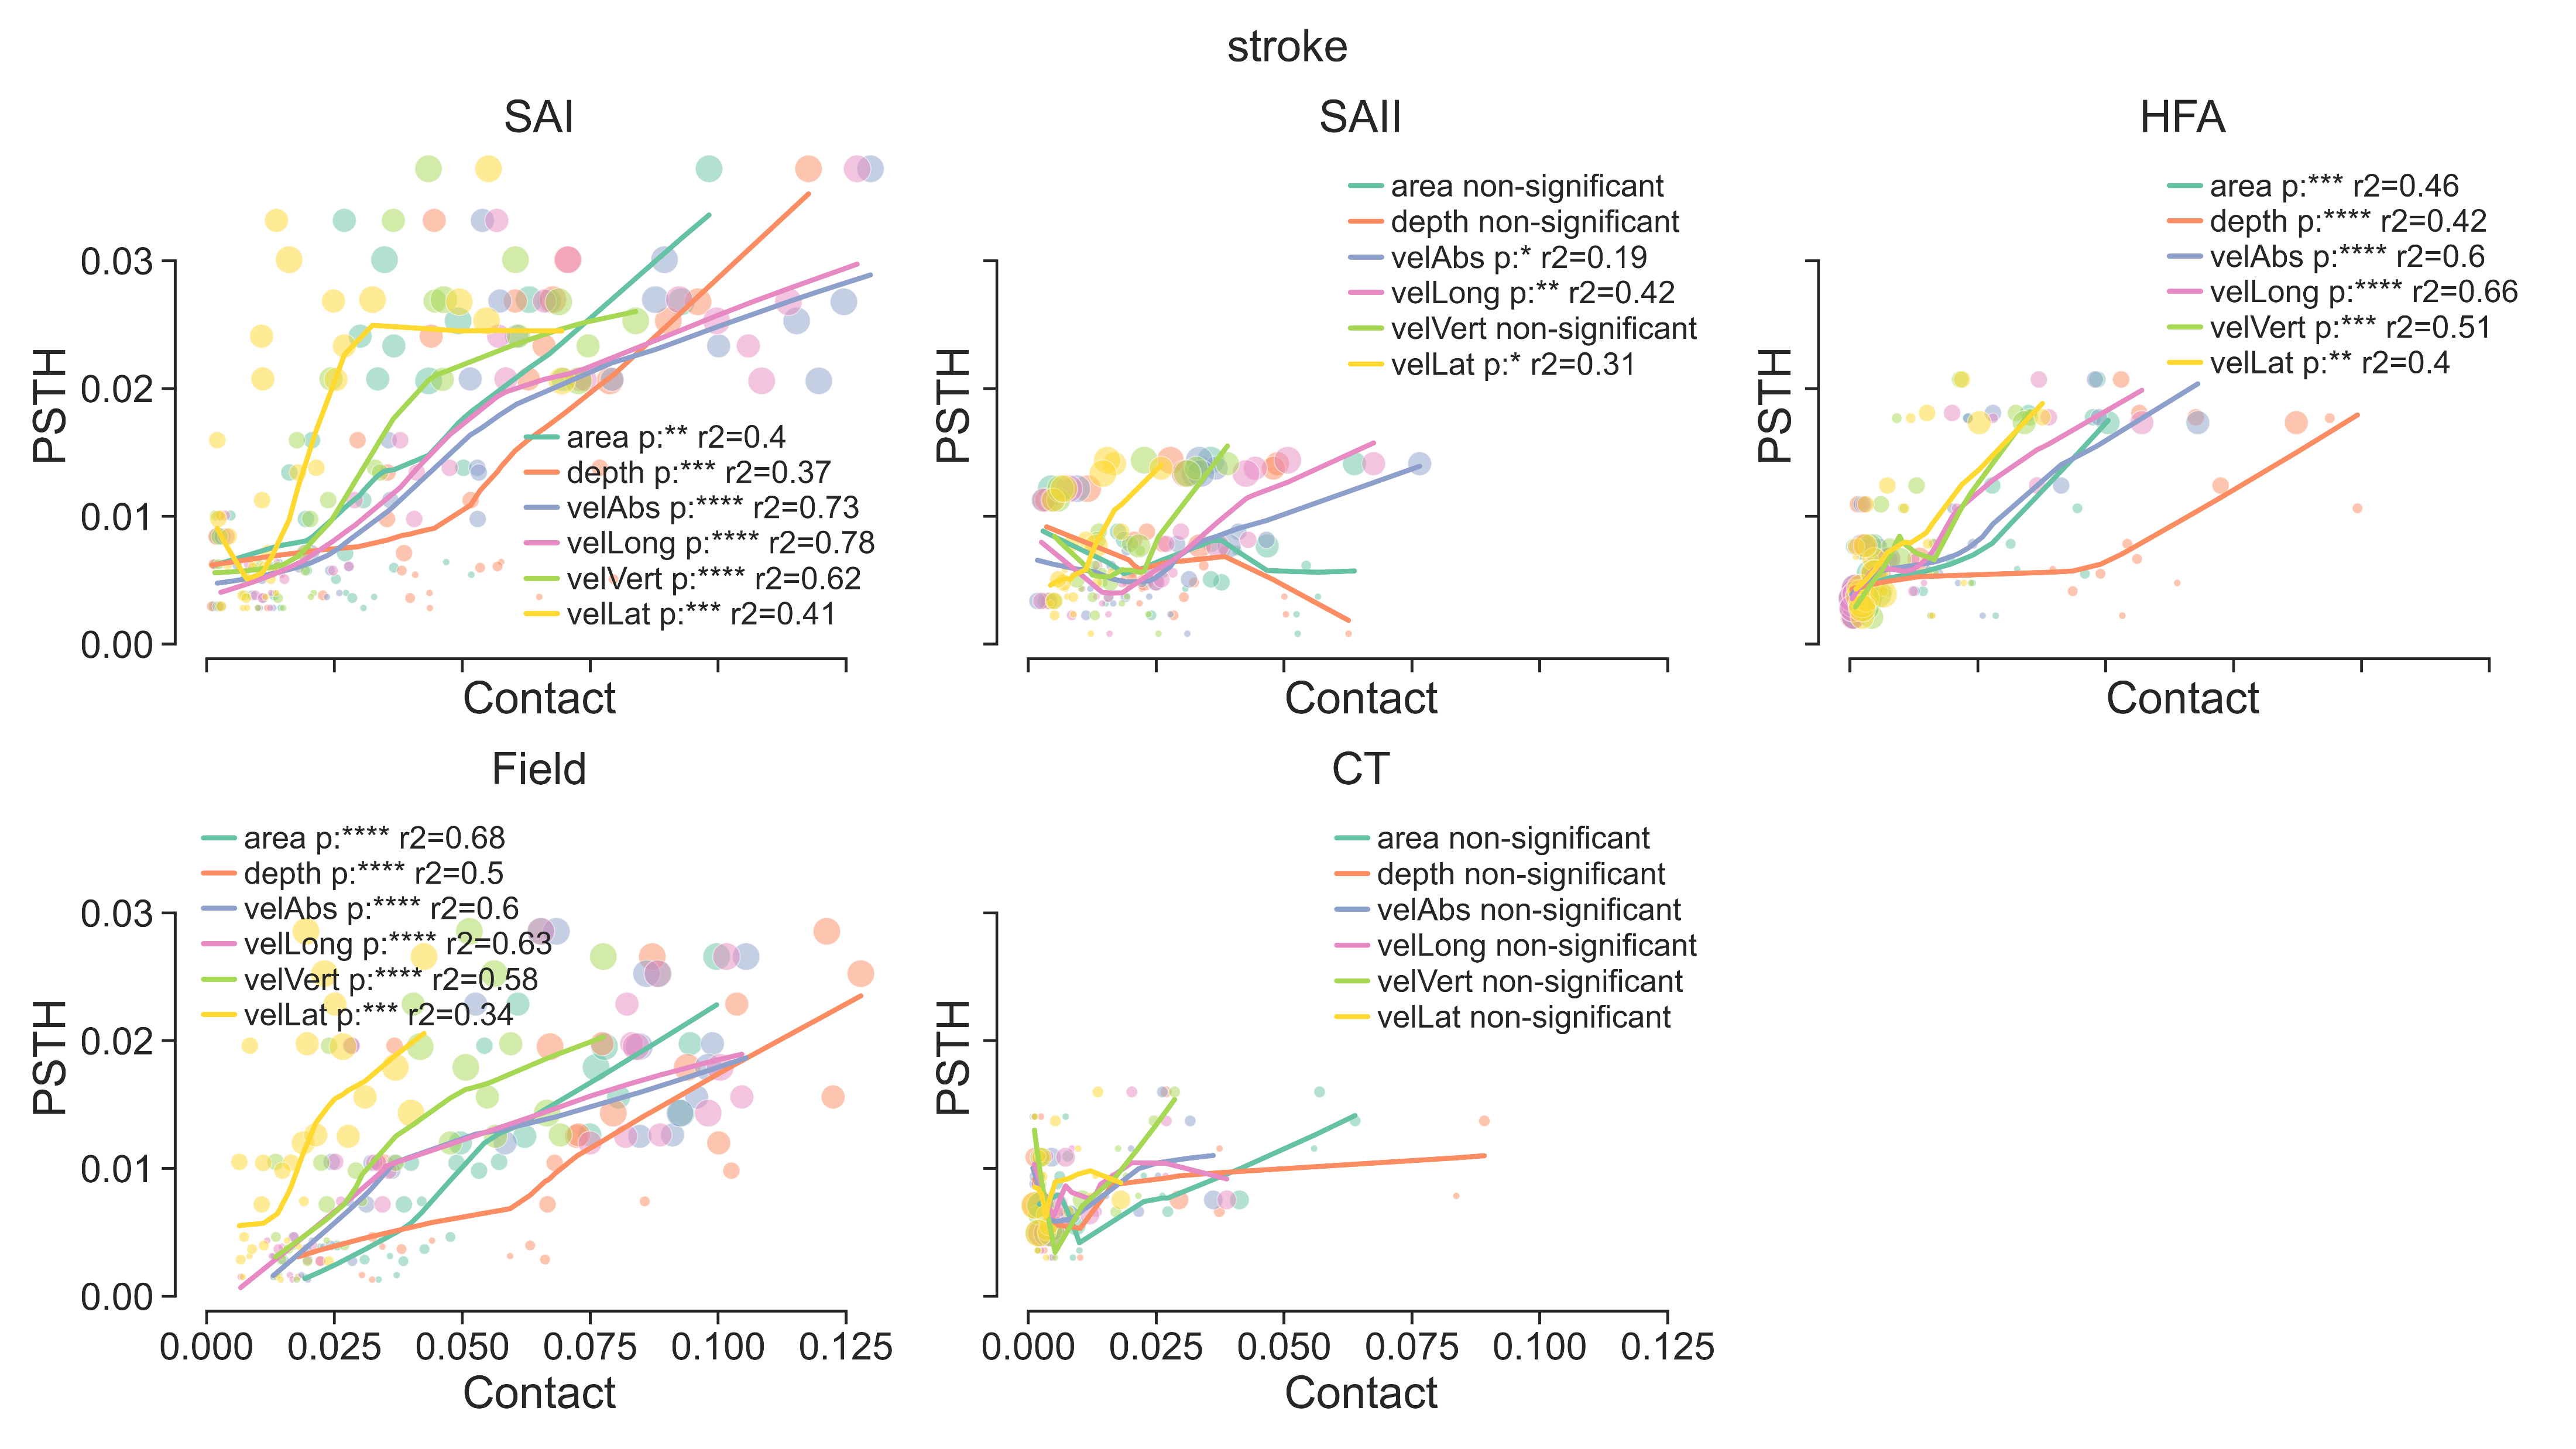 stroke
SAI
SAII
HFA
area p:** r2=0.4
depth p:*** r2=0.37
velAbs p:**** r2=0.73
velLong p:**** r2=0.78
velVert p:**** r2=0.62
velLat p:*** r2=0.41
area non-significant
depth non-significant
velAbs p:* r2=0.19
velLong p:** r2=0.42
velVert non-significant
velLat p:* r2=0.31
area p:*** r2=0.46
depth p:**** r2=0.42
velAbs p:**** r2=0.6
velLong p:**** r2=0.66
velVert p:*** r2=0.51
velLat p:** r2=0.4
0.03
0.02
0.01
0.00
PSTH
PSTH
PSTH
Contact
Contact
Contact
Field
CT
area p:**** r2=0.68
depth p:**** r2=0.5
velAbs p:**** r2=0.6
velLong p:**** r2=0.63
velVert p:**** r2=0.58
velLat p:*** r2=0.34
area non-significant
depth non-significant
velAbs non-significant
velLong non-significant
velVert non-significant
velLat non-significant
0.03
0.02
0.01
0.00
PSTH
PSTH
0.000 0.025 0.050 0.075 0.100 0.125
0.000 0.025 0.050 0.075 0.100 0.125
Contact
Contact